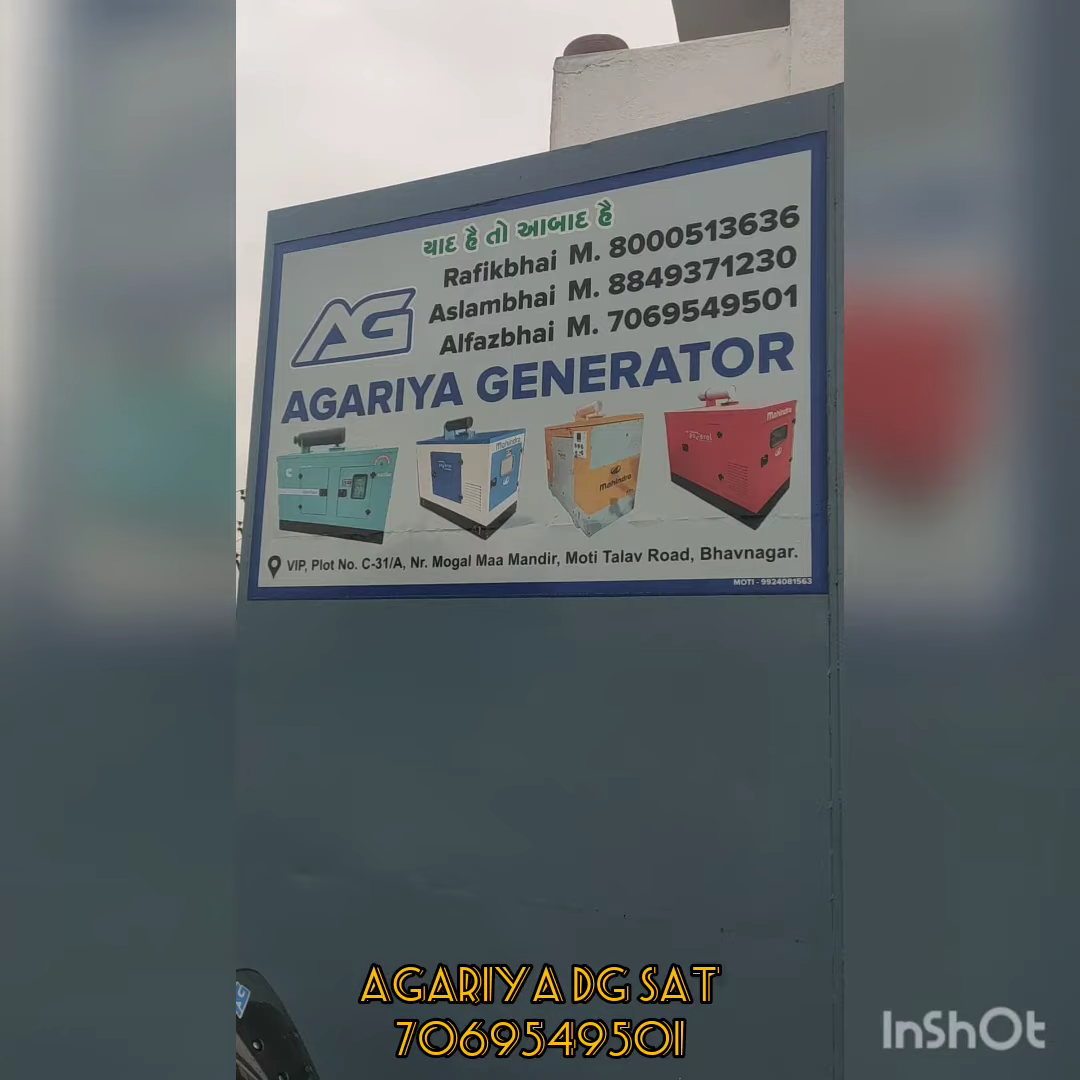 ચાદ હૈ તો આબાદ હૈ
Rafikbhai M. 8000513636
Aslambhai M. 8849371230
Alfazbhai M. 7069549501
AG
AGARIYA GENERATOR
Mahindra
Mahindra
Mahindra
VIP, Plot No. C-31/A, Nr. Mogal Maa Mandir, Moti Talav Road, Bhavnagar.
MOTI - 9924081563
AGARIYA DG SAT
7069549501
InShOt